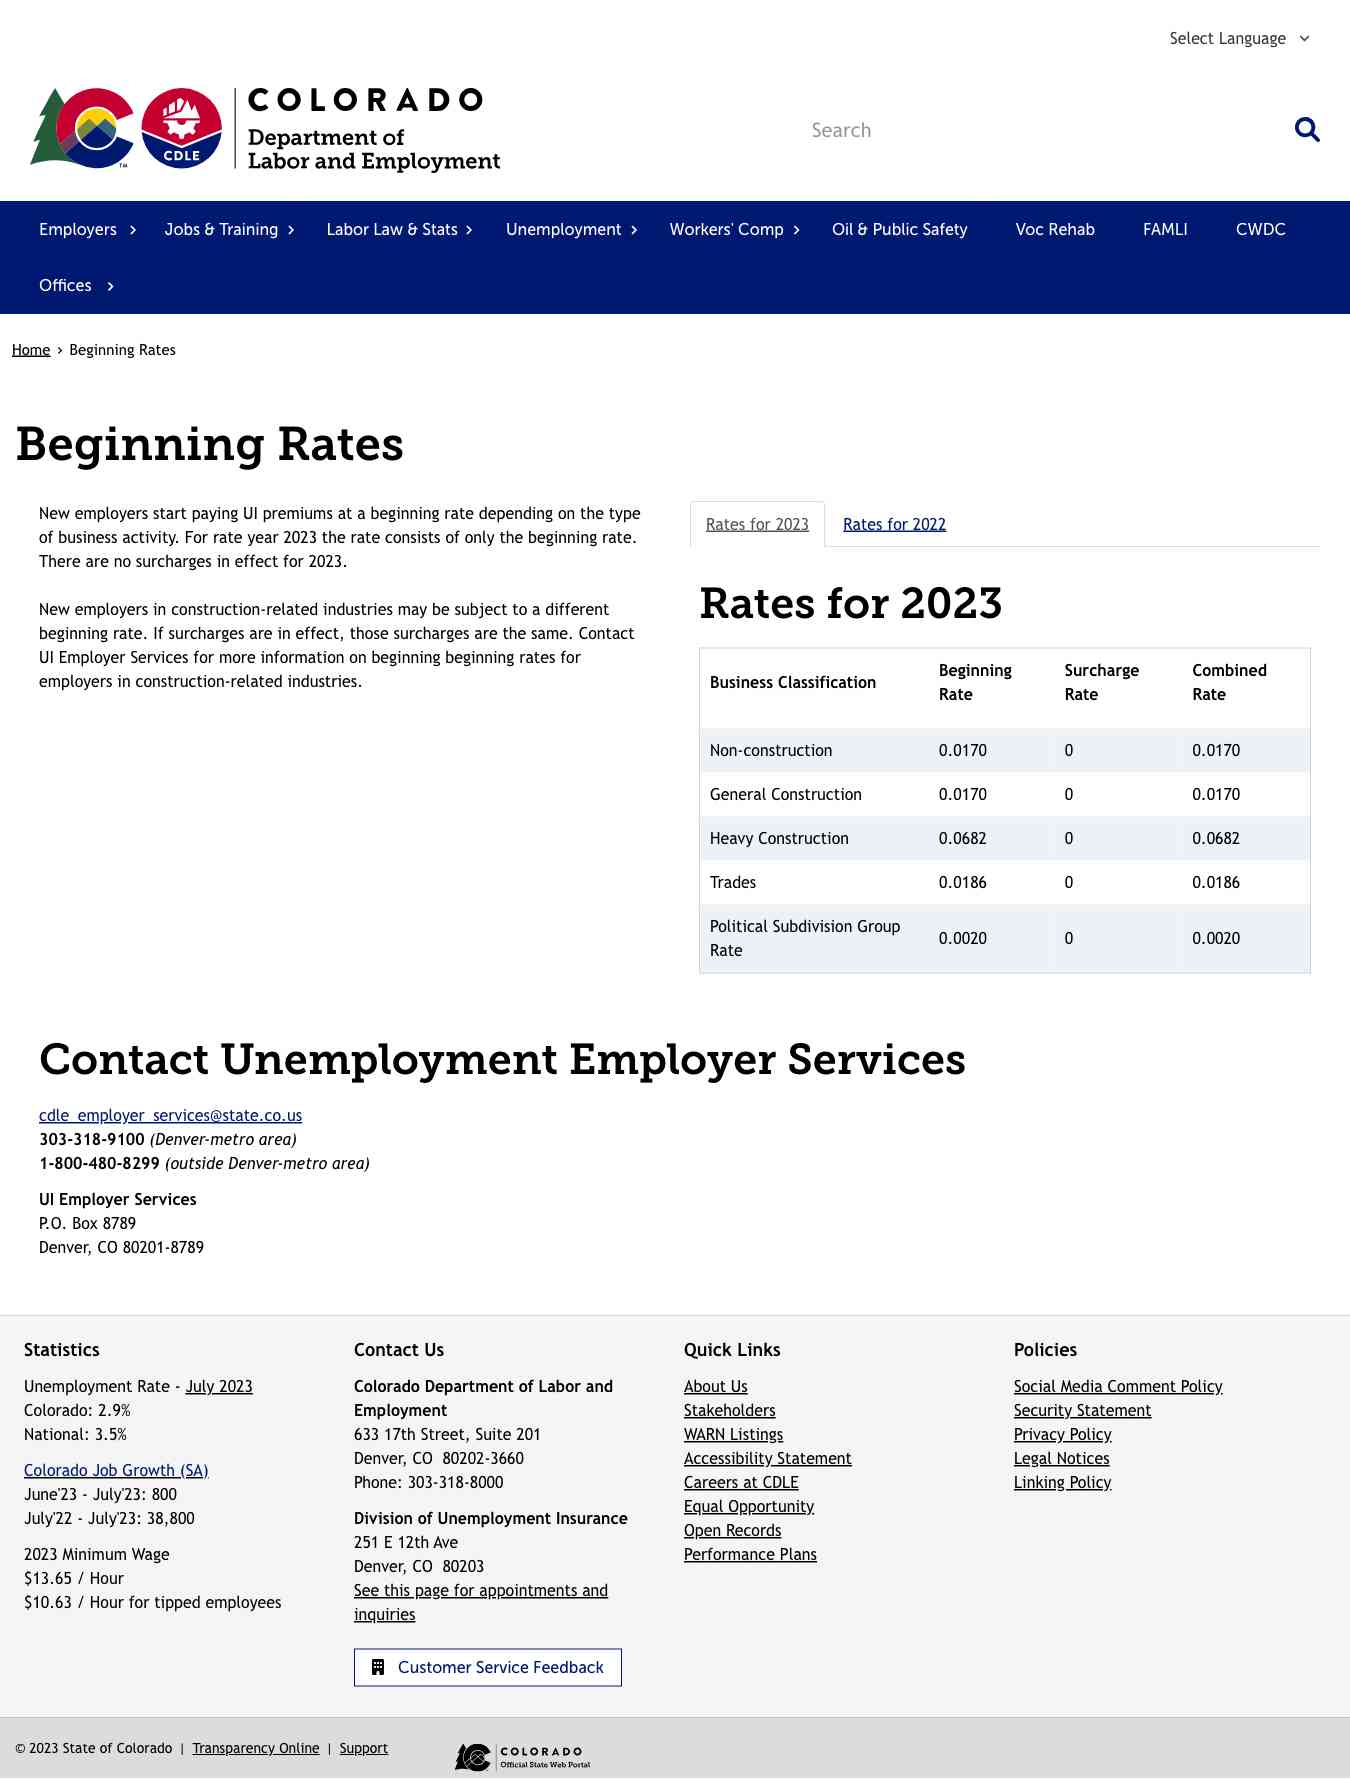 Select Language
COLORADO
Department of
Labor and Employment
CDLE
TM
Search
Employers Jobs & Training Labor Law & Stats Unemployment Workers' Comp Oil & Public Safety Voc Rehab FAMLI CWDC
Offices
Home › Beginning Rates
Beginning Rates
New employers start paying UI premiums at a beginning rate depending on the type
of business activity. For rate year 2023 the rate consists of only the beginning rate.
There are no surcharges in effect for 2023.
New employers in construction-related industries may be subject to a different
beginning rate. If surcharges are in effect, those surcharges are the same. Contact
UI Employer Services for more information on beginning beginning rates for
employers in construction-related industries.
Rates for 2023 Rates for 2022
Rates for 2023
Business Classification Beginning Rate Surcharge Rate Combined Rate
Non-construction 0.0170 0 0.0170
General Construction 0.0170 0 0.0170
Heavy Construction 0.0682 0 0.0682
Trades 0.0186 0 0.0186
Political Subdivision Group Rate 0.0020 0 0.0020
Contact Unemployment Employer Services
cdle_employer_services@state.co.us
303-318-9100 (Denver-metro area)
1-800-480-8299 (outside Denver-metro area)
UI Employer Services
P.O. Box 8789
Denver, CO 80201-8789
Statistics
Unemployment Rate - July 2023
Colorado: 2.9%
National: 3.5%
Colorado Job Growth (SA)
June'23 - July'23: 800
July'22 - July'23: 38,800
2023 Minimum Wage
$13.65 / Hour
$10.63 / Hour for tipped employees
Contact Us
Colorado Department of Labor and
Employment
633 17th Street, Suite 201
Denver, CO 80202-3660
Phone: 303-318-8000
Division of Unemployment Insurance
251 E 12th Ave
Denver, CO 80203
See this page for appointments and
inquiries
Customer Service Feedback
Quick Links
About Us
Stakeholders
WARN Listings
Accessibility Statement
Careers at CDLE
Equal Opportunity
Open Records
Performance Plans
Policies
Social Media Comment Policy
Security Statement
Privacy Policy
Legal Notices
Linking Policy
© 2023 State of Colorado | Transparency Online | Support
COLORADO
Official State Web Portal